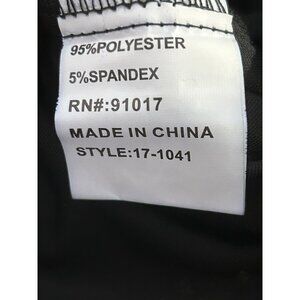 95%POLYESTER
5%SPANDEX
RN#:91017
MADE IN CHINA
STYLE:17-1041